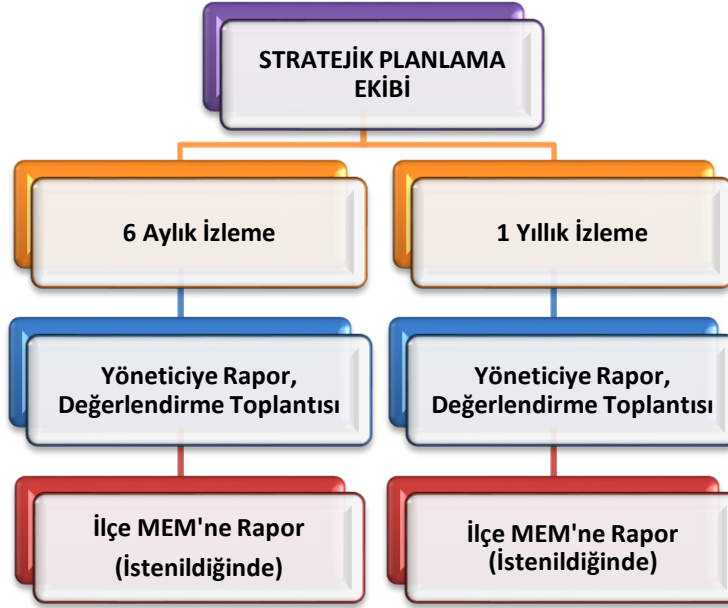 STRATEJİK PLANLAMA
EKİBİ
6 Aylık İzleme
1 Yıllık İzleme
Yöneticiye Rapor,
Değerlendirme Toplantısı
Yöneticiye Rapor,
Değerlendirme Toplantısı
İlçe MEM'ne Rapor
(İstenildiğinde)
İlçe MEM'ne Rapor
(İstenildiğinde)